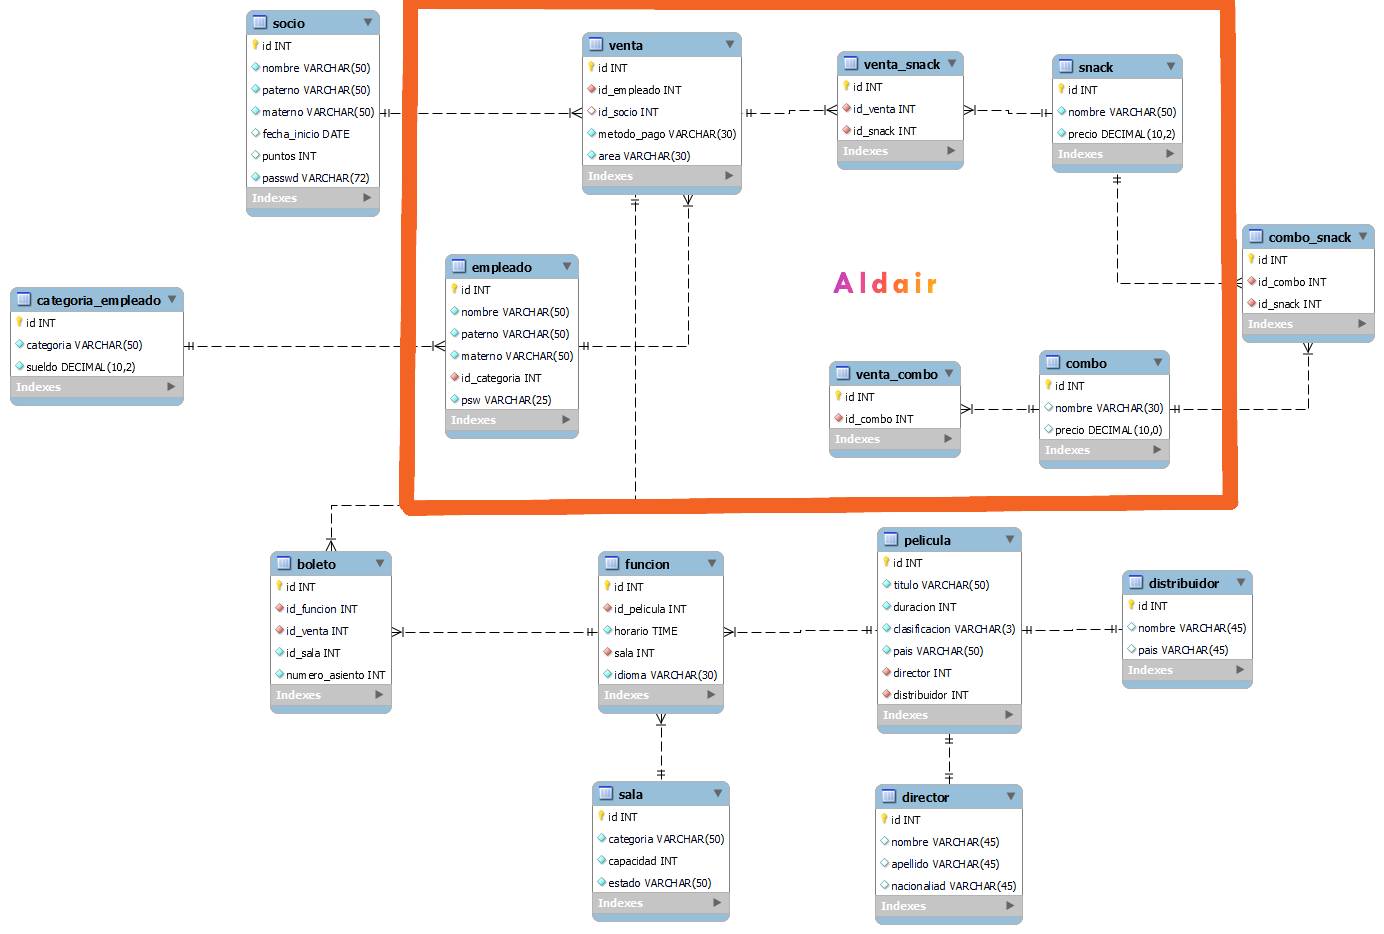 socio
id INT
nombre VARCHAR(50)
paterno VARCHAR(50)
materno VARCHAR(50)
fecha_inicio DATE
puntos INT
passwd VARCHAR(72)
Indexes
venta
id INT
id_empleado INT
id_socio INT
metodo_pago VARCHAR(30)
area VARCHAR(30)
Indexes
venta_snack
id INT
id_venta INT
id_snack INT
Indexes
snack
id INT
nombre VARCHAR(50)
precio DECIMAL(10,2)
Indexes
combo_snack
id INT
id_combo INT
id_snack INT
Indexes
categoria_empleado
id INT
categoria VARCHAR(50)
sueldo DECIMAL(10,2)
Indexes
empleado
id INT
nombre VARCHAR(50)
paterno VARCHAR(50)
materno VARCHAR(50)
id_categoria INT
psw VARCHAR(25)
Indexes
Aldair
venta_combo
id INT
id_combo INT
Indexes
combo
id INT
nombre VARCHAR(30)
precio DECIMAL(10,0)
Indexes
boleto
id INT
id_funcion INT
id_venta INT
id_sala INT
numero_asiento INT
Indexes
funcion
id INT
id_pelicula INT
horario TIME
sala INT
idioma VARCHAR(30)
Indexes
pelicula
id INT
titulo VARCHAR(50)
duracion INT
clasificacion VARCHAR(3)
pais VARCHAR(50)
director INT
distribuidor INT
Indexes
distribuidor
id INT
nombre VARCHAR(45)
pais VARCHAR(45)
Indexes
sala
id INT
categoria VARCHAR(50)
capacidad INT
estado VARCHAR(50)
Indexes
director
id INT
nombre VARCHAR(45)
apellido VARCHAR(45)
nacionaliad VARCHAR(45)
Indexes